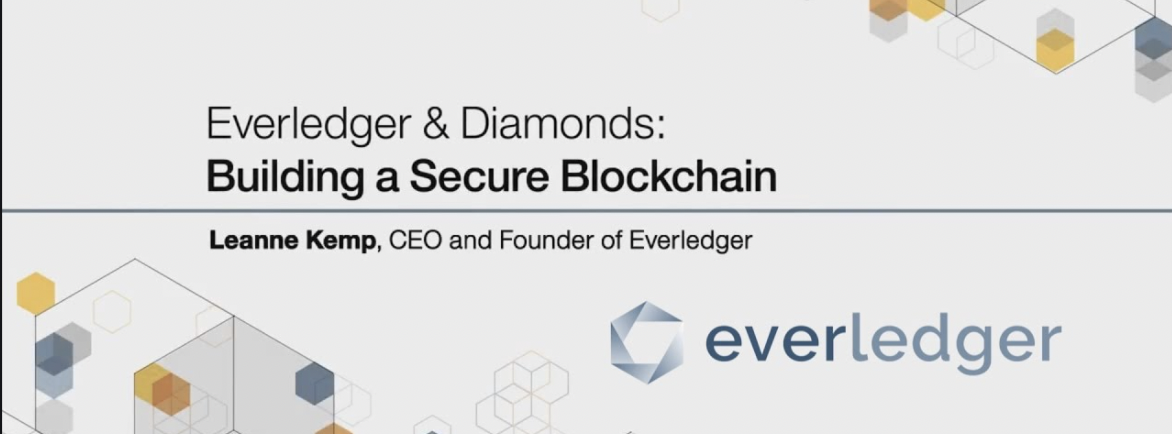 Everledger & Diamonds:
Building a Secure Blockchain
Leanne Kemp, CEO and Founder of Everledger
everledger